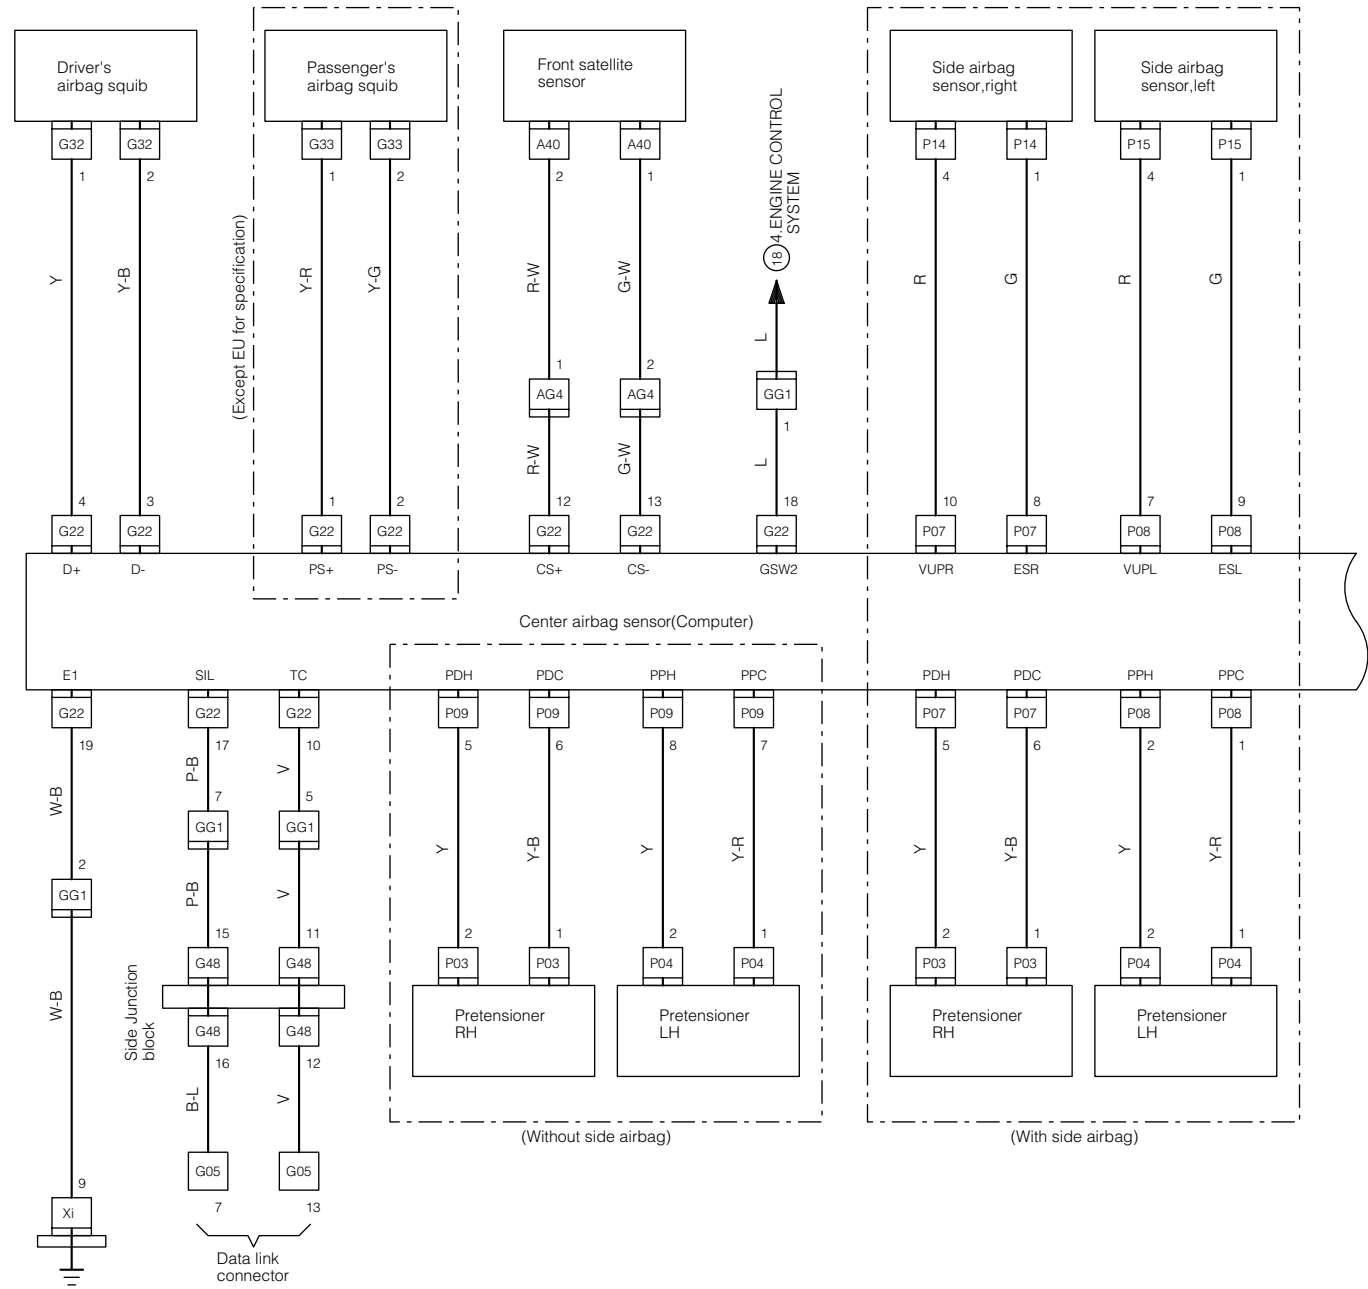 Driver's
airbag squib
Passenger's
airbag squib
Front satellite
sensor
Side airbag
sensor,right
Side airbag
sensor,left
G32 G32 G33 G33 A40 A40 P14 P14 P15 P15
1 2 1 2 2 1 4 1 4 1
18 4.ENGINE CONTROL
SYSTEM
(Except EU for specification)
Y Y-B Y-R Y-G R-W G-W R G R G
L
1 2
AG4 AG4 GG1
1
R-W G-W L
4 3 1 2 12 13 18 10 8 7 9
G22 G22 G22 G22 G22 G22 G22 P07 P07 P08 P08
D+ D- PS+ PS- CS+ CS- GSW2 VUPR ESR VUPL ESL
Center airbag sensor(Computer)
E1 SIL TC PDH PDC PPH PPC PDH PDC PPH PPC
G22 G22 G22 P09 P09 P09 P09 P07 P07 P08 P08
19 17 10 5 6 8 7 5 6 2 1
W-B P-B V
7 5
GG1 GG1
Y Y-B Y Y-R Y Y-B Y Y-R
2
GG1
P-B V
15 11 2 1 2 1 2 1 2 1
G48 G48 P03 P03 P04 P04 P03 P03 P04 P04
W-B
Side Junction
block
G48 G48
Pretensioner
RH
Pretensioner
LH
Pretensioner
RH
Pretensioner
LH
16 12
B-L V
(Without side airbag) (With side airbag)
G05 G05
9
7 13
Xi
Data link
connector